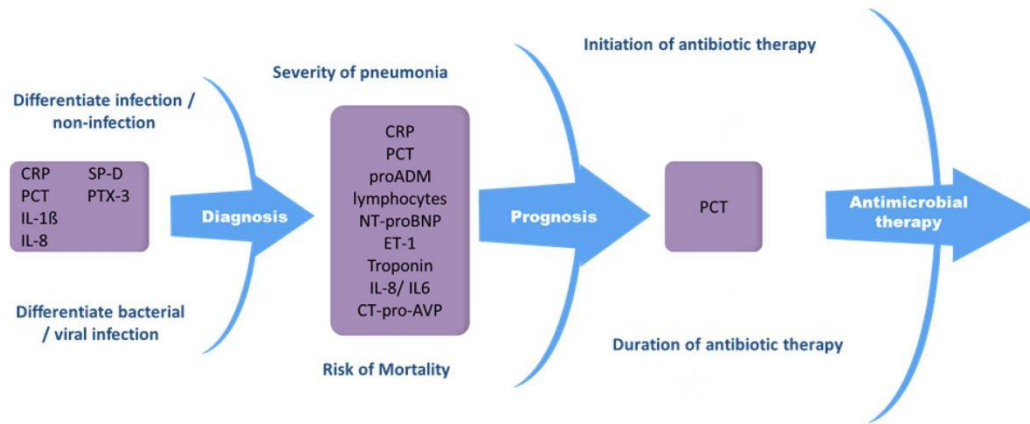 Differentiate infection /
non-infection
CRP SP-D
PCT PTX-3
IL-1ß
IL-8
Differentiate bacterial
/ viral infection
Diagnosis
Severity of pneumonia
CRP
PCT
proADM
lymphocytes
NT-proBNP
ET-1
Troponin
IL-8/ IL6
CT-pro-AVP
Risk of Mortality
Prognosis
Initiation of antibiotic therapy
PCT
Duration of antibiotic therapy
Antimicrobial
therapy